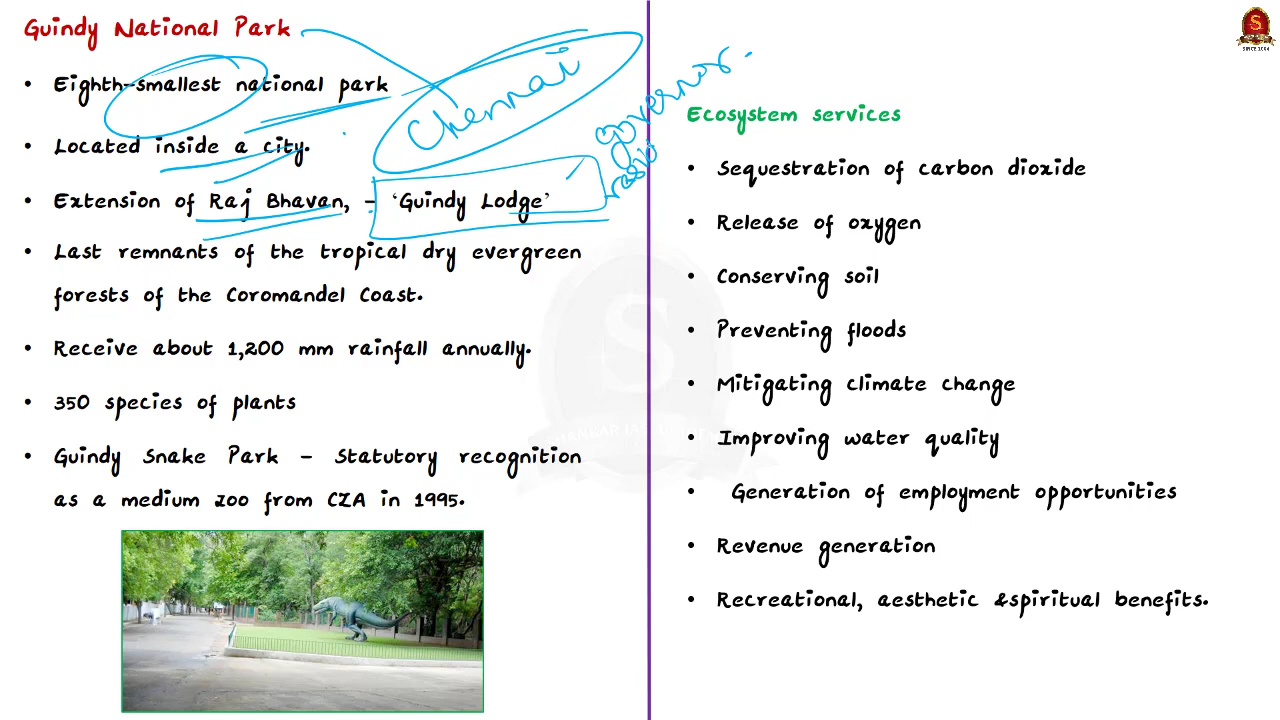 Guindy National Park
• Eighth-smallest national park
• Located inside a city.
• Extension of Raj Bhavan, - 'Guindy Lodge'
• Last remnants of the tropical dry evergreen
forests of the Coromandel Coast.
• Receive about 1,200 mm rainfall annually.
• 350 species of plants
• Guindy Snake Park – Statutory recognition
as a medium zoo from CZA in 1995.
Chennai
governor
Ecosystem services
• Sequestration of carbon dioxide
• Release of oxygen
• Conserving soil
• Preventing floods
• Mitigating climate change
• Improving water quality
• Generation of employment opportunities
• Revenue generation
• Recreational, aesthetic &spiritual benefits.
S
SINCE 2004